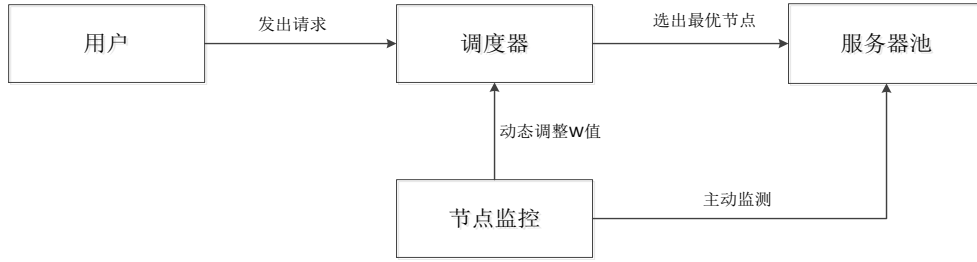 发出请求
选出最优节点
用户
调度器
服务器池
动态调整W值
节点监控
主动监测